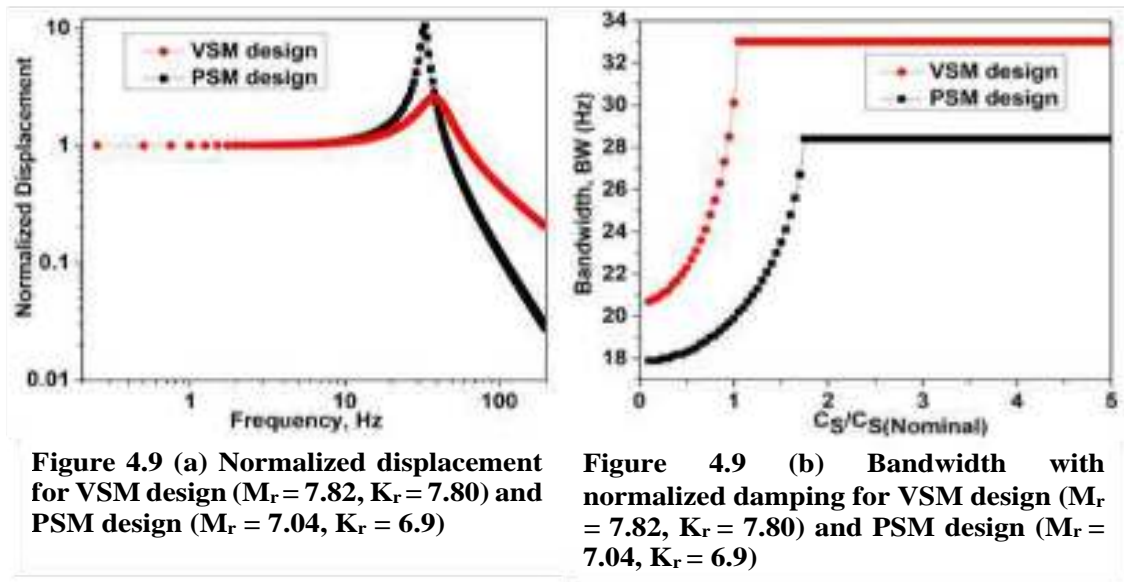 10
1
0.1
0.01
Normalized Displacement
VSM design
PSM design
1
10
100
Frequency, Hz
34
32
30
28
26
24
22
20
18
Bandwidth, BW (Hz)
VSM design
PSM design
0
1
2
3
4
5
CS/CS(Nominal)
Figure 4.9 (a) Normalized displacement
for VSM design (Mr = 7.82, Kr = 7.80) and
PSM design (Mr = 7.04, Kr = 6.9)
Figure 4.9 (b) Bandwidth with
normalized damping for VSM design (Mr
= 7.82, Kr = 7.80) and PSM design (Mr =
7.04, Kr = 6.9)